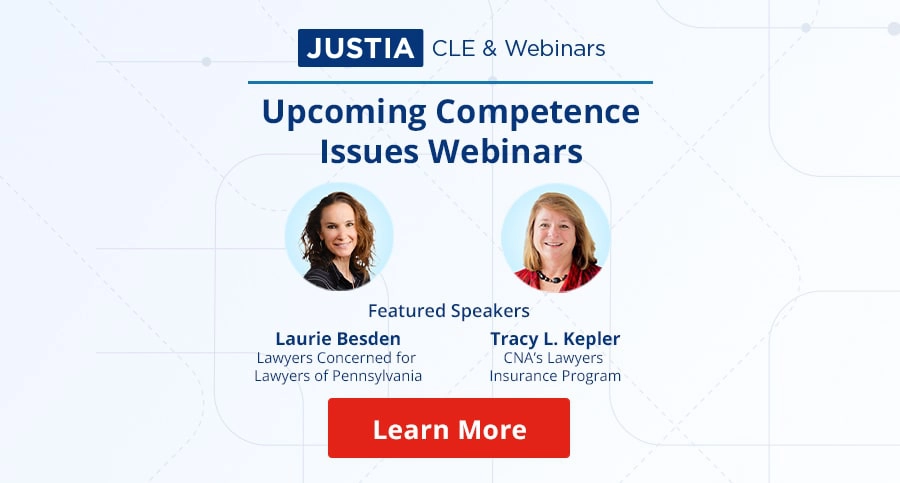 JUSTIA CLE & Webinars
Upcoming Competence
Issues Webinars
Featured Speakers
Laurie Besden
Lawyers Concerned for
Lawyers of Pennsylvania
Tracy L. Kepler
CNA's Lawyers
Insurance Program
Learn More